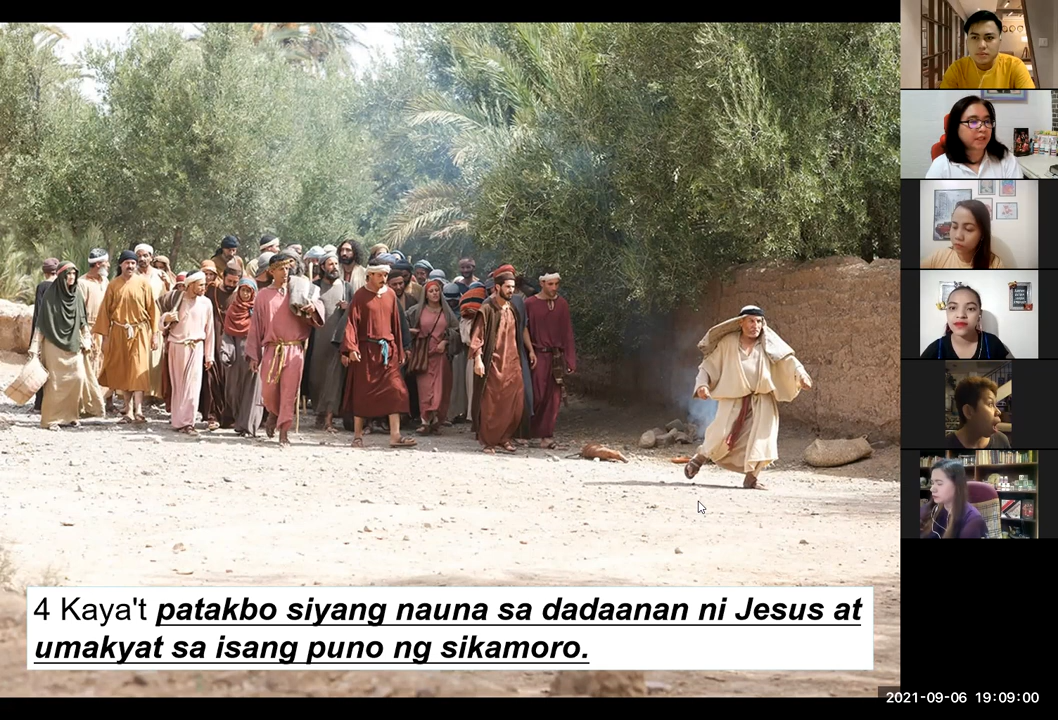 4 Kaya't patakbo siyang nauna sa dadaanan ni Jesus at
umakyat sa isang puno ng sikamoro.
2021-09-06 19:09:00